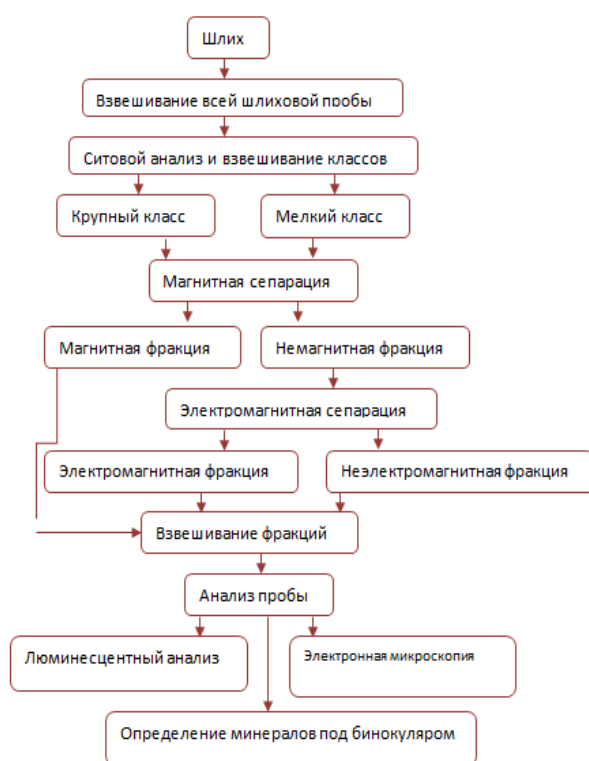 Шлих
Взвешивание всей шлиховой пробы
Ситовой анализ и взвешивание классов
Крупный класс
Мелкий класс
Магнитная сепарация
Магнитная фракция
Немагнитная фракция
Электромагнитная сепарация
Электромагнитная фракция
Неэлектромагнитная фракция
Взвешивание фракций
Анализ пробы
Люминесцентный анализ
Электронная микроскопия
Определение минералов под бинокуляром